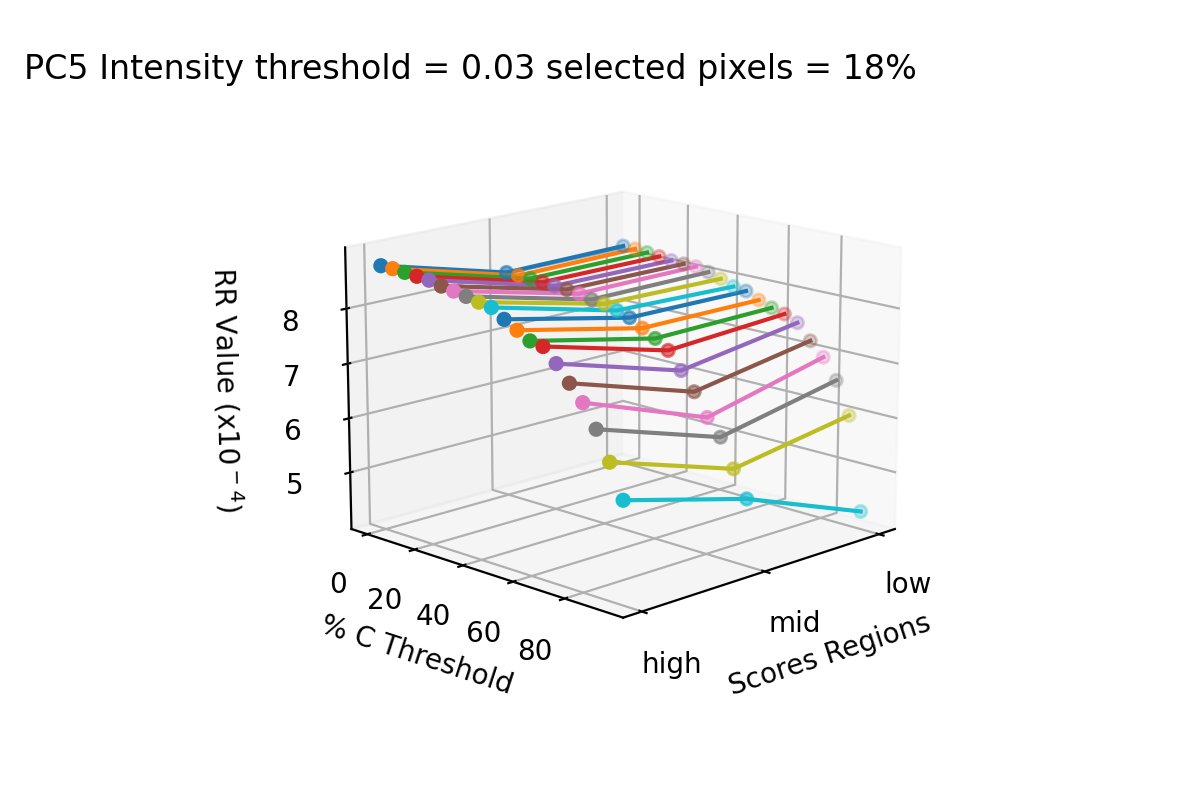 PC5 Intensity threshold = 0.03 selected pixels = 18%
RR Value (x10⁻⁴)
8
7
6
5
0
20
40
60
80
% C Threshold
high
mid
low
Scores Regions